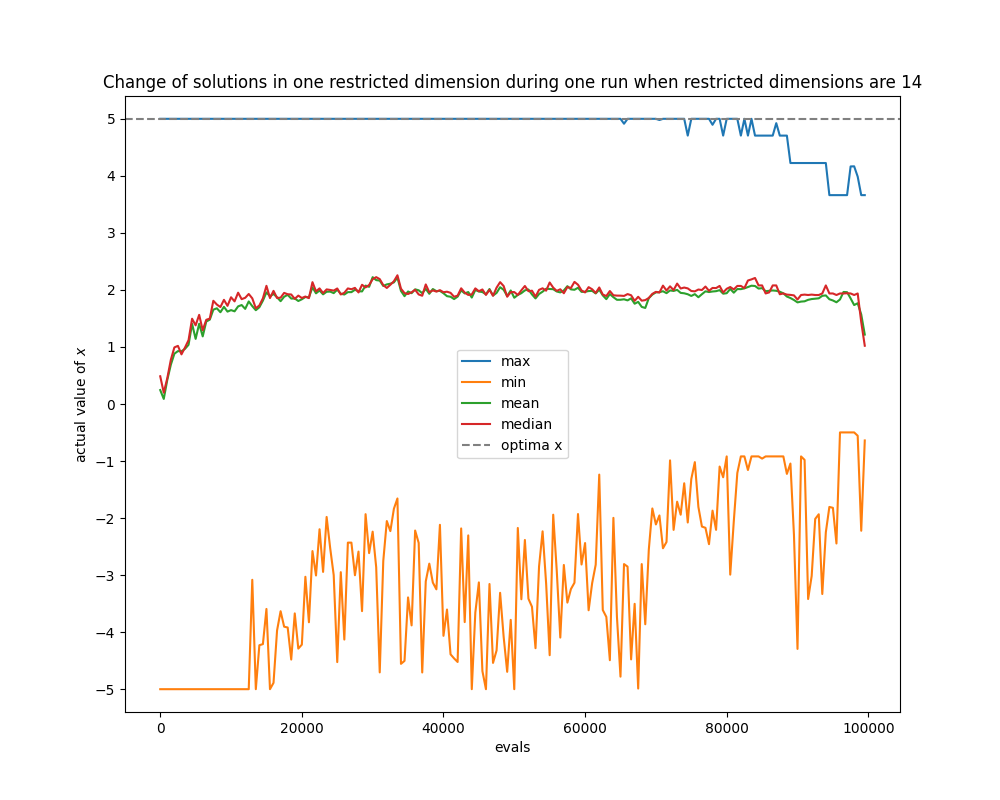 Change of solutions in one restricted dimension during one run when restricted dimensions are 14
5
4
3
2
1
0
−1
−2
−3
−4
−5
actual value of x
max
min
mean
median
optima x
0 20000 40000 60000 80000 100000
evals